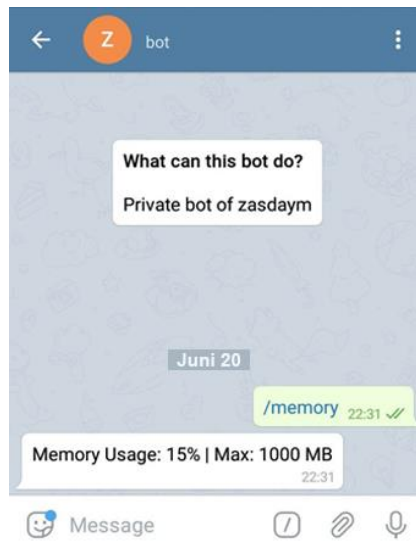 Z
bot
What can this bot do?
Private bot of zasdaym
Juni 20
/memory 22:31
Memory Usage: 15% | Max: 1000 MB
22:31
Message